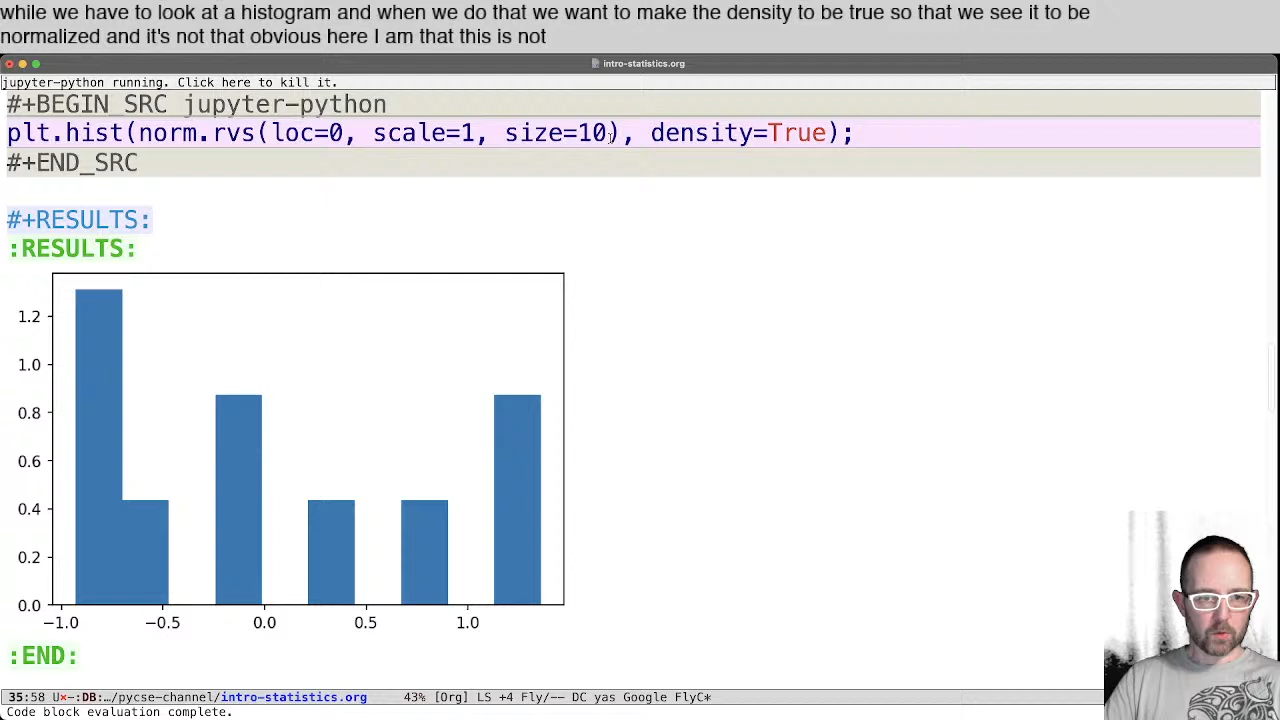 while we have to look at a histogram and when we do that we want to make the density to be true so that we see it to be
normalized and it's not that obvious here I am that this is not
intro-statistics.org
jupyter-python running. Click here to kill it.
#+BEGIN_SRC jupyter-python
plt.hist(norm.rvs(loc=0, scale=1, size=10), density=True);
#+END_SRC
#+RESULTS:
:RESULTS:
1.2
1.0
0.8
0.6
0.4
0.2
0.0
−1.0 −0.5 0.0 0.5 1.0
:END:
35:58 U×-:DB:…/pycse-channel/intro-statistics.org 43% [Org] LS +4 Fly/-- DC yas Google FlyC*
Code block evaluation complete.